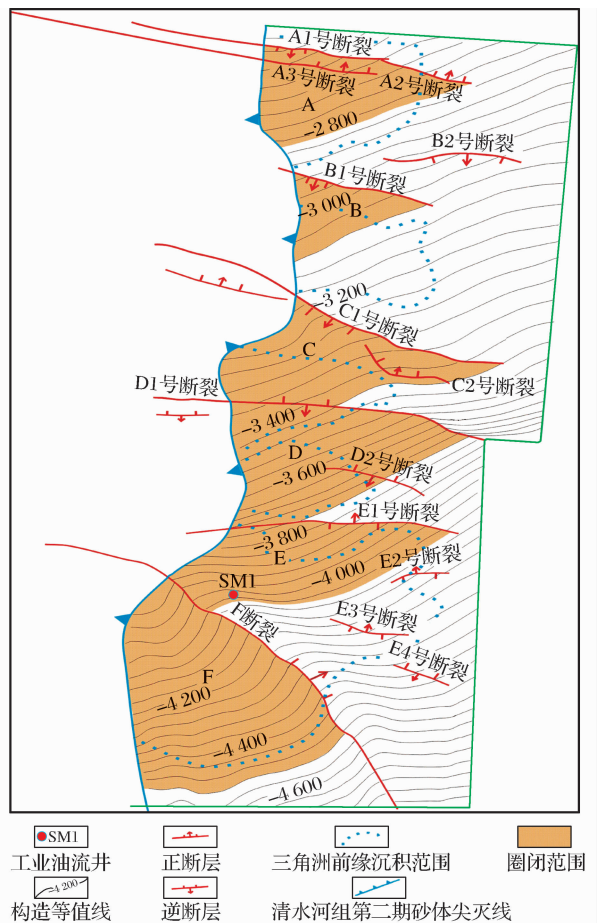 A1号断裂
A3号断裂
A2号断裂
A
-2 800
B2号断裂
B1号断裂
-3 000
B
-3 200
C1号断裂
C
D1号断裂
C2号断裂
-3 400
D
D2号断裂
-3 600
E1号断裂
-3 800
E
E2号断裂
-4 000
SM1
F断裂
E3号断裂
E4号断裂
F
-4 200
-4 400
-4 600
SM1
工业油流井
正断层
三角洲前缘沉积范围
圈闭范围
-4 200
构造等值线
逆断层
清水河组第二期砂体尖灭线